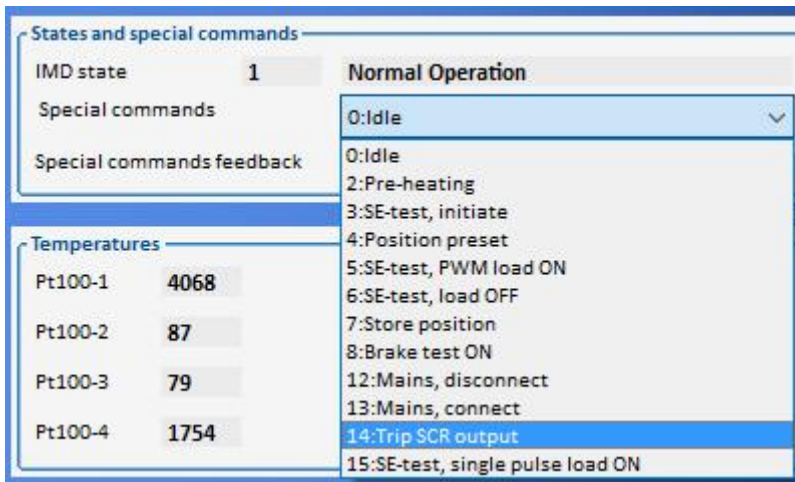 States and special commands
IMD state 1 Normal Operation
Special commands 0:Idle
Special commands feedback
0:Idle
2:Pre-heating
3:SE-test, initiate
4:Position preset
5:SE-test, PWM load ON
6:SE-test, load OFF
7:Store position
8:Brake test ON
12:Mains, disconnect
13:Mains, connect
14:Trip SCR output
15:SE-test, single pulse load ON
Temperatures
Pt100-1 4068
Pt100-2 87
Pt100-3 79
Pt100-4 1754